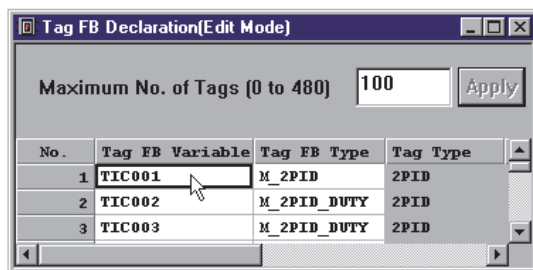 Tag FB Declaration(Edit Mode)
Maximum No. of Tags (0 to 480) 100 Apply
No. Tag FB Variable Tag FB Type Tag Type
1 TIC001 M_2PID 2PID
2 TIC002 M_2PID_DUTY 2PID
3 TIC003 M_2PID_DUTY 2PID